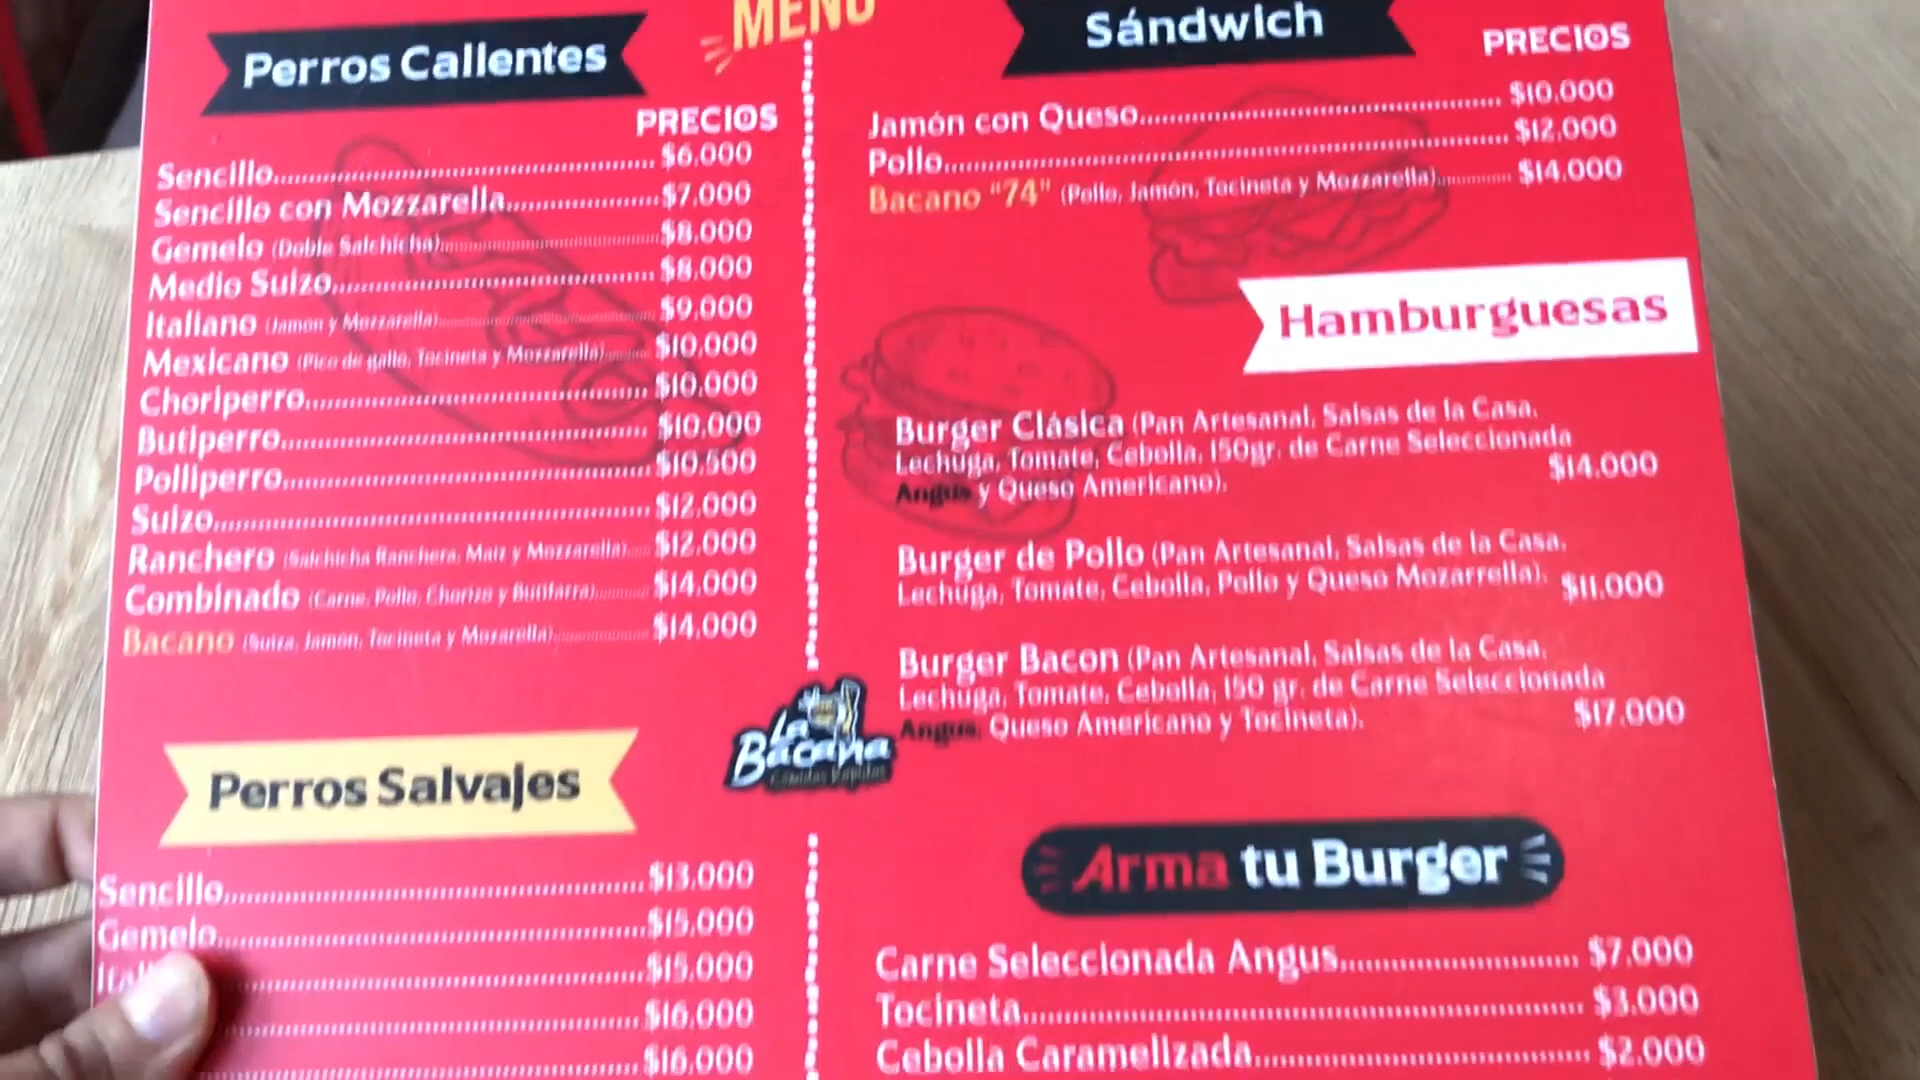 MENÚ
Perros Calientes
PRECIOS
Sencillo $6.000
Sencillo con Mozzarella $7.000
Gemelo (Doble Salchicha) $8.000
Medio Suizo $8.000
Italiano (Jamón y Mozzarella) $9.000
Mexicano (Pico de gallo, Tocineta y Mozzarella) $10.000
Choriperro $10.000
Butiperro $10.000
Polliperro $10.500
Suizo $12.000
Ranchero (Salchicha Ranchera, Maíz y Mozzarella) $12.000
Combinado (Carne, Pollo, Chorizo y Butifarra) $14.000
Bacano (Suiza, Jamón, Tocineta y Mozarella) $14.000
Perros Salvajes
Sencillo $13.000
Gemelo $15.000
$15.000
$16.000
$16.000
La Bacana
Comidas Rápidas
Sándwich
PRECIOS
Jamón con Queso $10.000
Pollo $12.000
Bacano "74" (Pollo, Jamón, Tocineta y Mozzarella) $14.000
Hamburguesas
Burger Clásica (Pan Artesanal, Salsas de la Casa,
Lechuga, Tomate, Cebolla, 150gr. de Carne Seleccionada
Angus y Queso Americano). $14.000
Burger de Pollo (Pan Artesanal, Salsas de la Casa,
Lechuga, Tomate, Cebolla, Pollo y Queso Mozarrella). $11.000
Burger Bacon (Pan Artesanal, Salsas de la Casa,
Lechuga, Tomate, Cebolla, 150 gr. de Carne Seleccionada
Angus, Queso Americano y Tocineta). $17.000
Arma tu Burger
Carne Seleccionada Angus $7.000
Tocineta $3.000
Cebolla Caramelizada $2.000